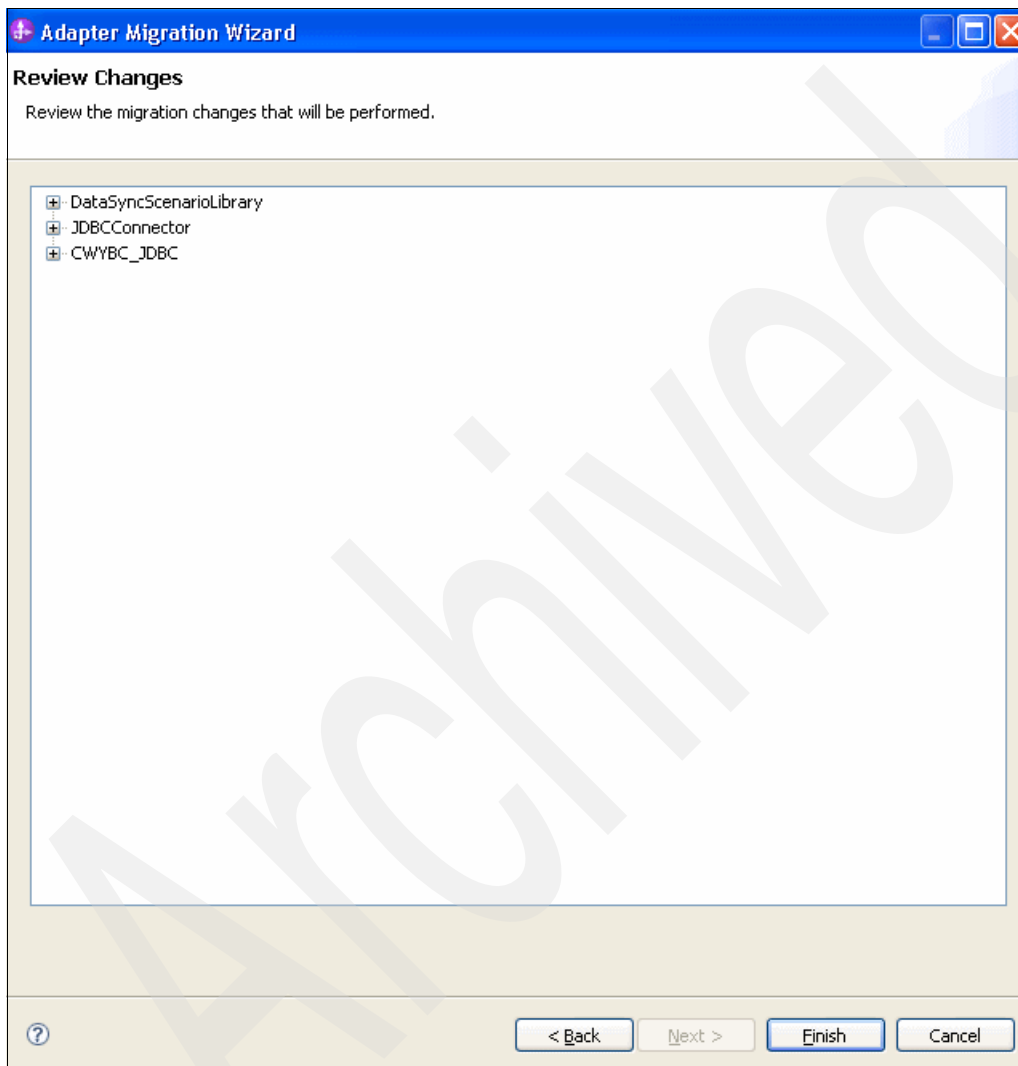 Adapter Migration Wizard
Review Changes
Review the migration changes that will be performed.
DataSyncScenarioLibrary
JDBCConnector
CWYBC_JDBC
Archived
?
< Back
Next >
Finish
Cancel